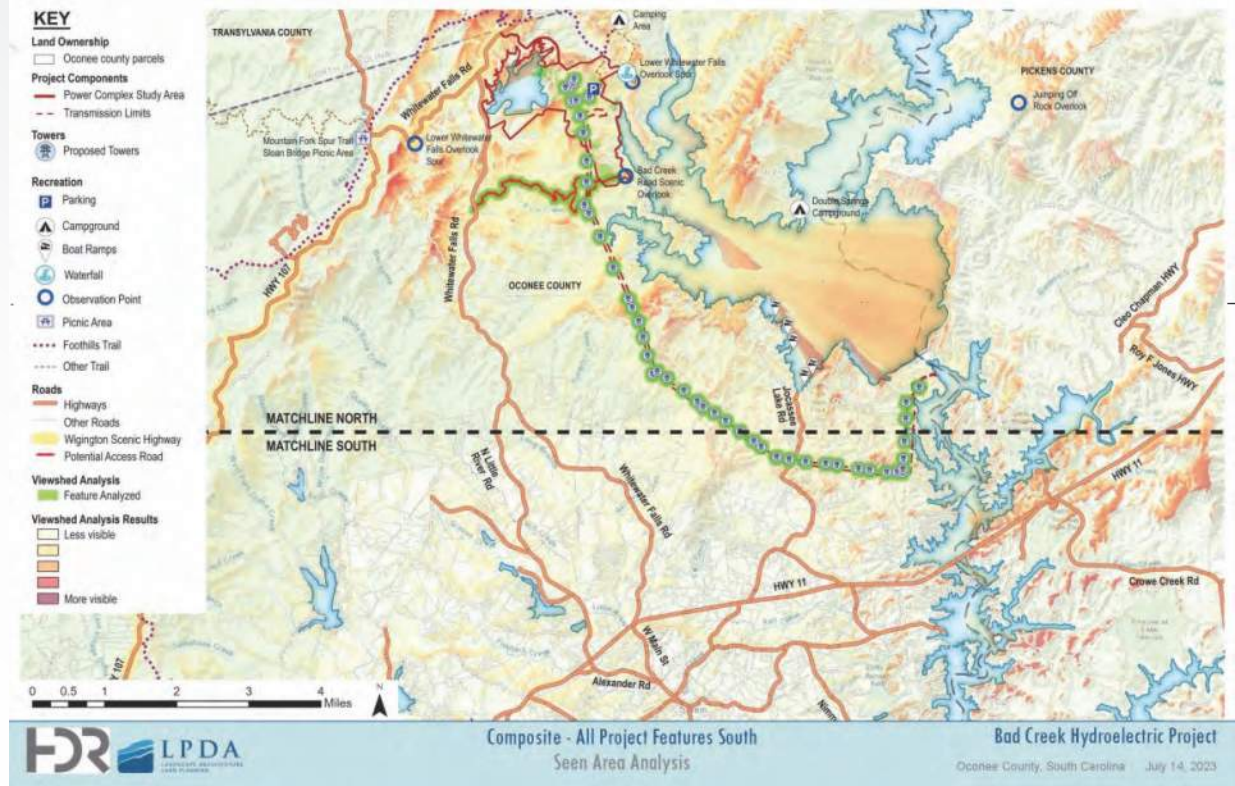 KEY
Land Ownership
Oconee county parcels
Project Components
Power Complex Study Area
Transmission Limits
Towers
Proposed Towers
Recreation
P
Parking
Campground
Boat Ramps
Waterfall
Observation Point
Picnic Area
Foothills Trail
Other Trail
Roads
Highways
Other Roads
Wigington Scenic Highway
Potential Access Road
Viewshed Analysis
Feature Analyzed
Viewshed Analysis Results
Less visible
More visible
TRANSYLVANIA COUNTY
Camping
Area
Whitewater Falls Rd
Lower Whitewater Falls
Overlook Spur
P
PICKENS COUNTY
Jumping Off
Rock Overlook
Mountain Fork Spur Trail
Sloan Bridge Picnic Area
Lower Whitewater
Falls Overlook
Spur
Bad Creek
Road Scenic
Overlook
Double Springs
Campground
HWY 107
Whitewater Falls Rd
OCONEE COUNTY
Cleo Chapman HWY
Roy F Jones HWY
Jocassee
Lake Rd
MATCHLINE NORTH
MATCHLINE SOUTH
N Little
River Rd
Whitewater Falls Rd
HWY 11
HWY 11
Crowe Creek Rd
W Main St
Alexander Rd
107
0 0.5 1 2 3 4
Miles
N
HDR
LPDA
LANDSCAPE ARCHITECTURE
LAND PLANNING
Composite - All Project Features South
Seen Area Analysis
Bad Creek Hydroelectric Project
Oconee County, South Carolina July 14, 2023